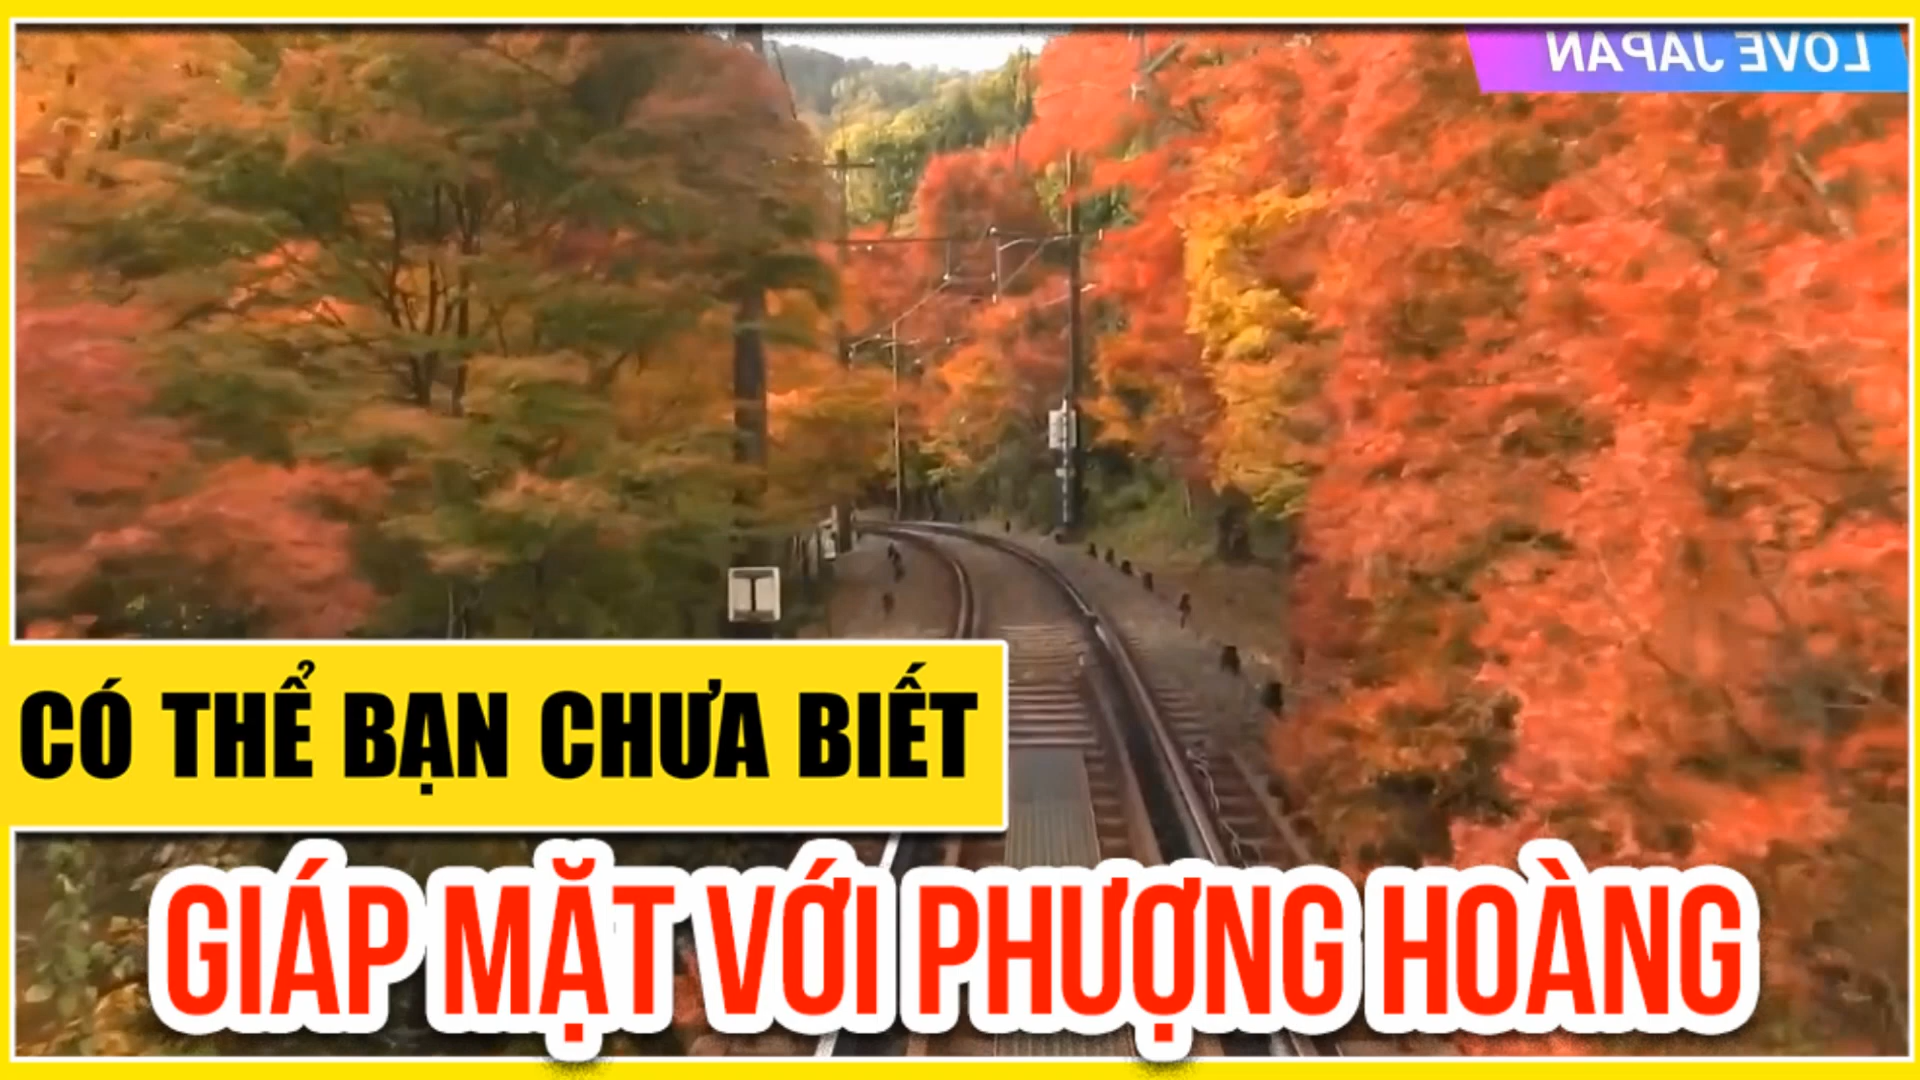 LOVE JAPAN
CÓ THỂ BẠN CHƯA BIẾT
GIÁP MẶT VỚI PHƯỢNG HOÀNG